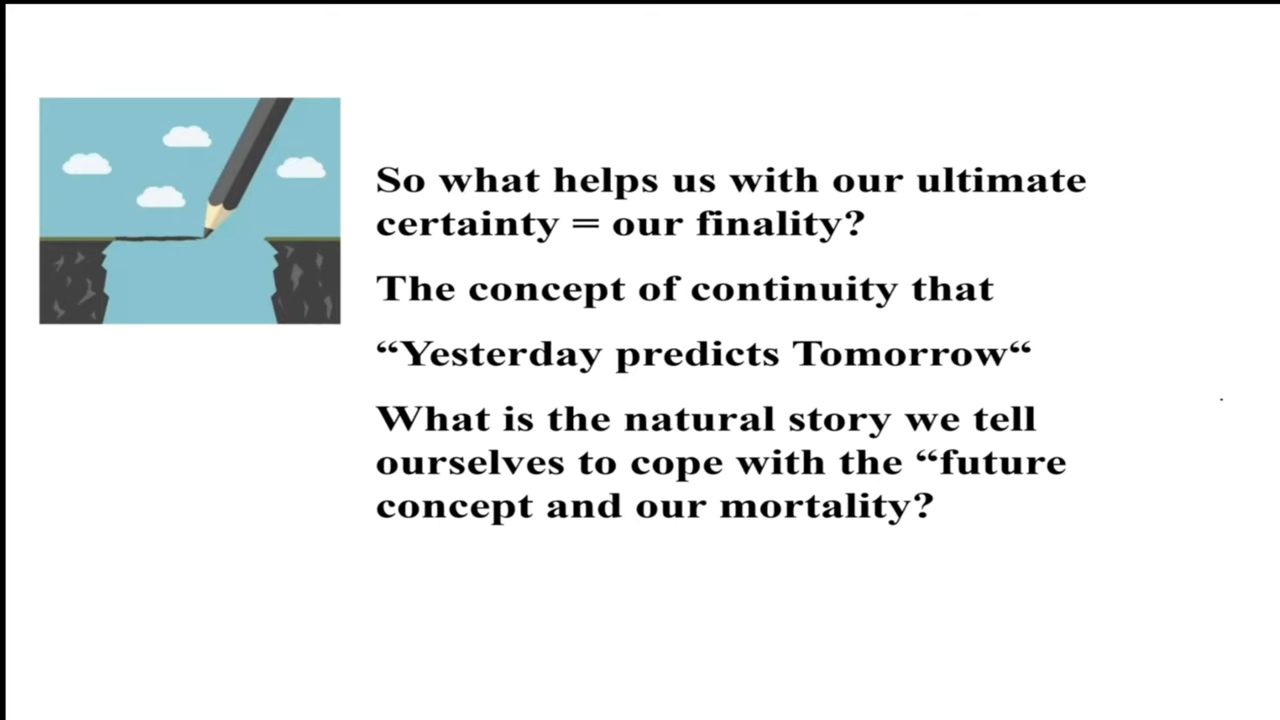 So what helps us with our ultimate
certainty = our finality?
The concept of continuity that
“Yesterday predicts Tomorrow“
What is the natural story we tell
ourselves to cope with the “future
concept and our mortality?